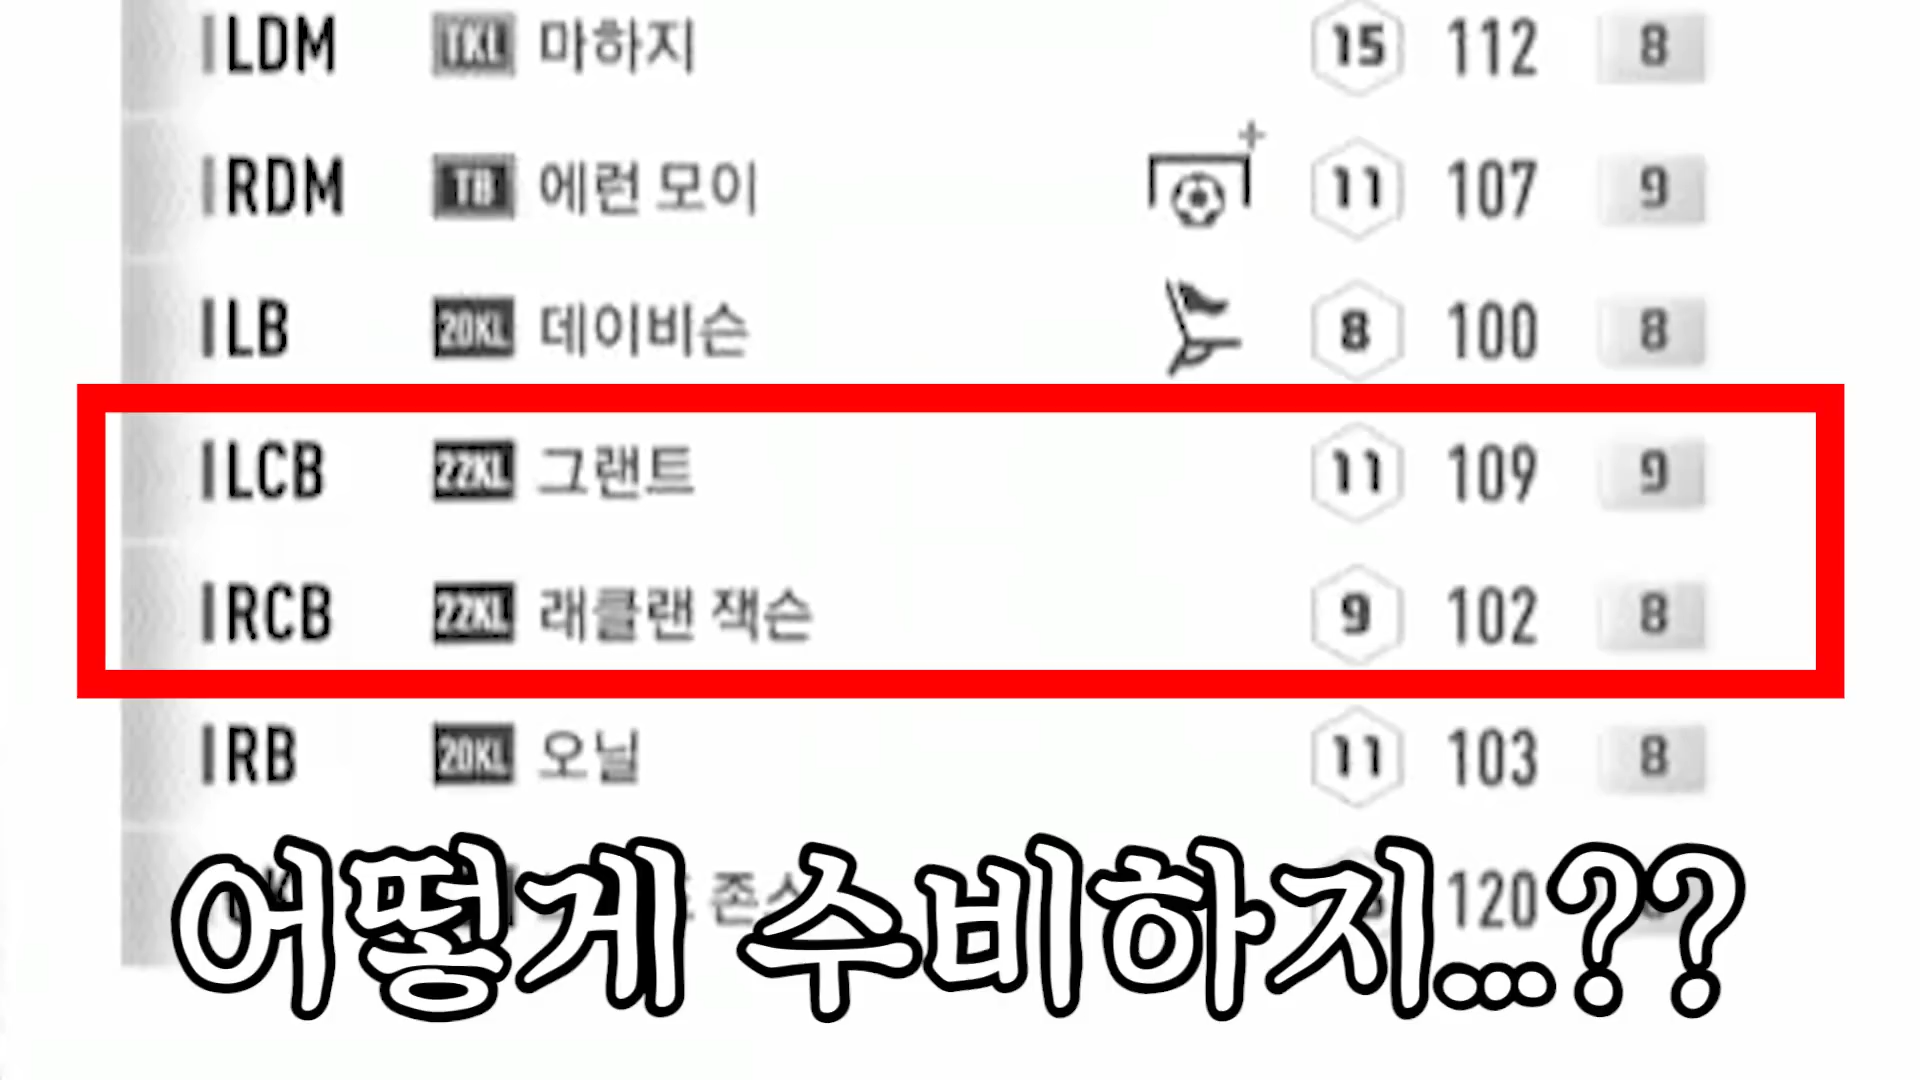 LDM TKL 마하지 15 112 8
RDM TB 에런 모이 11 107 9
LB 20KL 데이비슨 8 100 8
LCB 22KL 그랜트 11 109 9
RCB 22KL 래클랜 잭슨 9 102 8
RB 20KL 오닐 11 103 8
120
어떻게 수비하지...??